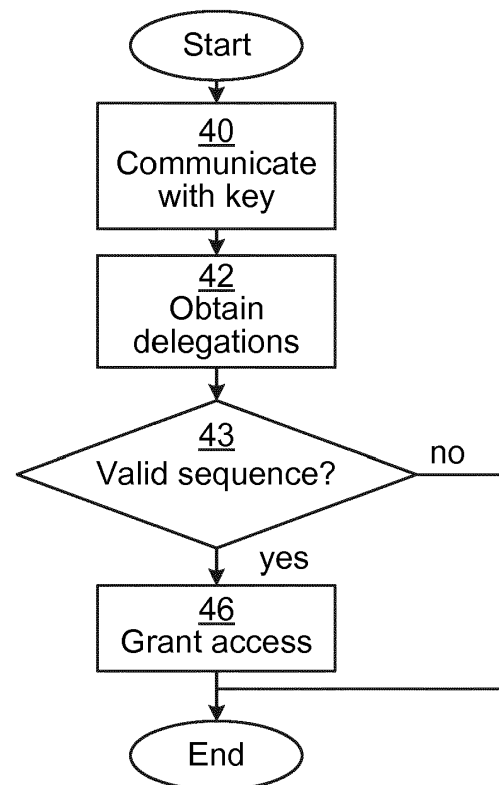 Start
40
Communicate
with key
42
Obtain
delegations
43
Valid sequence?
no
yes
46
Grant access
End